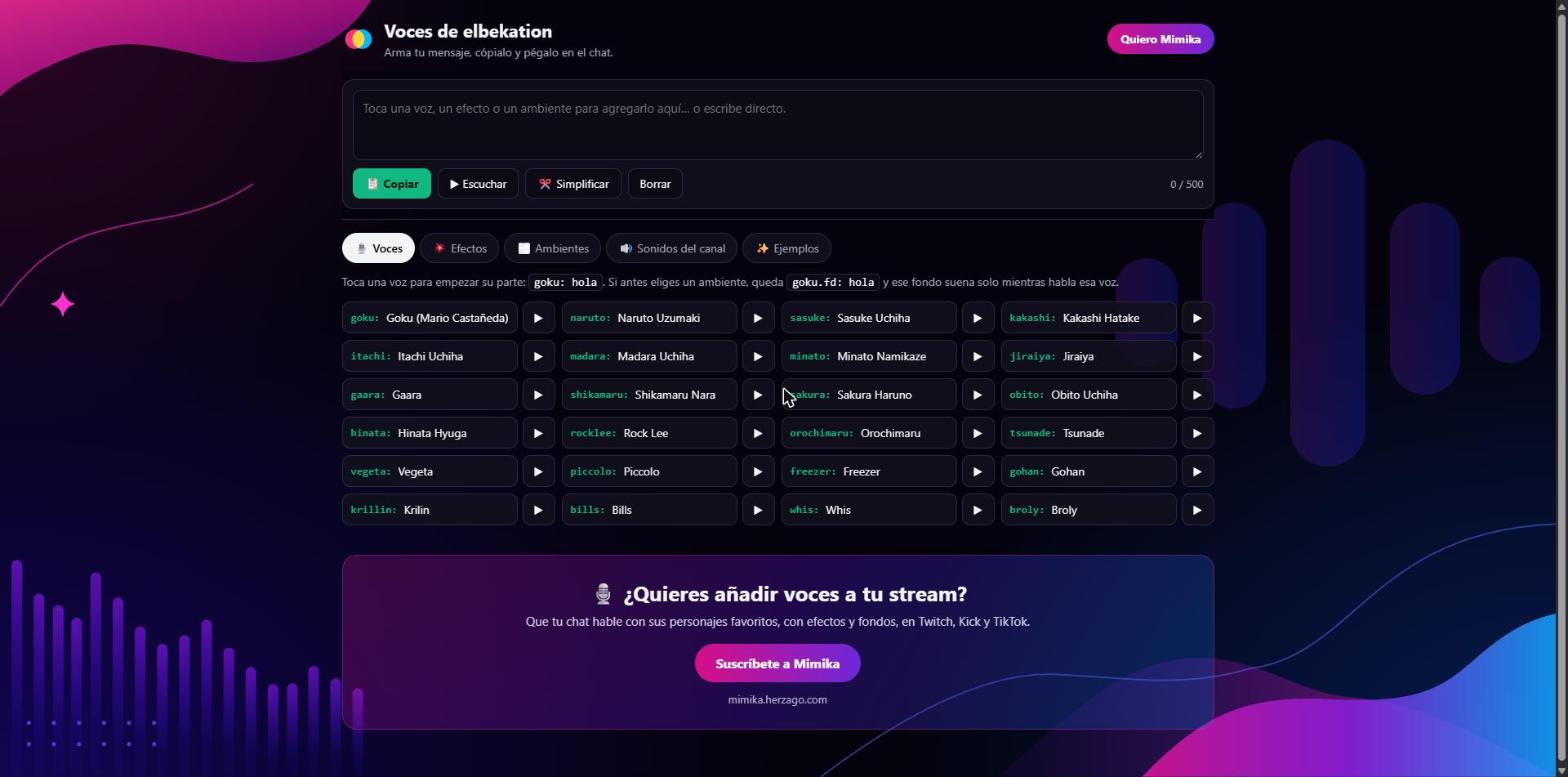 Voces de elbekation
Arma tu mensaje, cópialo y pégalo en el chat.
Quiero Mimika
Toca una voz, un efecto o un ambiente para agregarlo aquí... o escribe directo.
Copiar
Escuchar
Simplificar
Borrar
0 / 500
Voces
Efectos
Ambientes
Sonidos del canal
Ejemplos
Toca una voz para empezar su parte: goku: hola. Si antes eliges un ambiente, queda goku.fd: hola y ese fondo suena solo mientras habla esa voz.
goku: Goku (Mario Castañeda)
naruto: Naruto Uzumaki
sasuke: Sasuke Uchiha
kakashi: Kakashi Hatake
itachi: Itachi Uchiha
madara: Madara Uchiha
minato: Minato Namikaze
jiraiya: Jiraiya
gaara: Gaara
shikamaru: Shikamaru Nara
sakura: Sakura Haruno
obito: Obito Uchiha
hinata: Hinata Hyuga
rocklee: Rock Lee
orochimaru: Orochimaru
tsunade: Tsunade
vegeta: Vegeta
piccolo: Piccolo
freezer: Freezer
gohan: Gohan
krillin: Krilin
bills: Bills
whis: Whis
broly: Broly
¿Quieres añadir voces a tu stream?
Que tu chat hable con sus personajes favoritos, con efectos y fondos, en Twitch, Kick y TikTok.
Suscríbete a Mimika
mimika.herzago.com